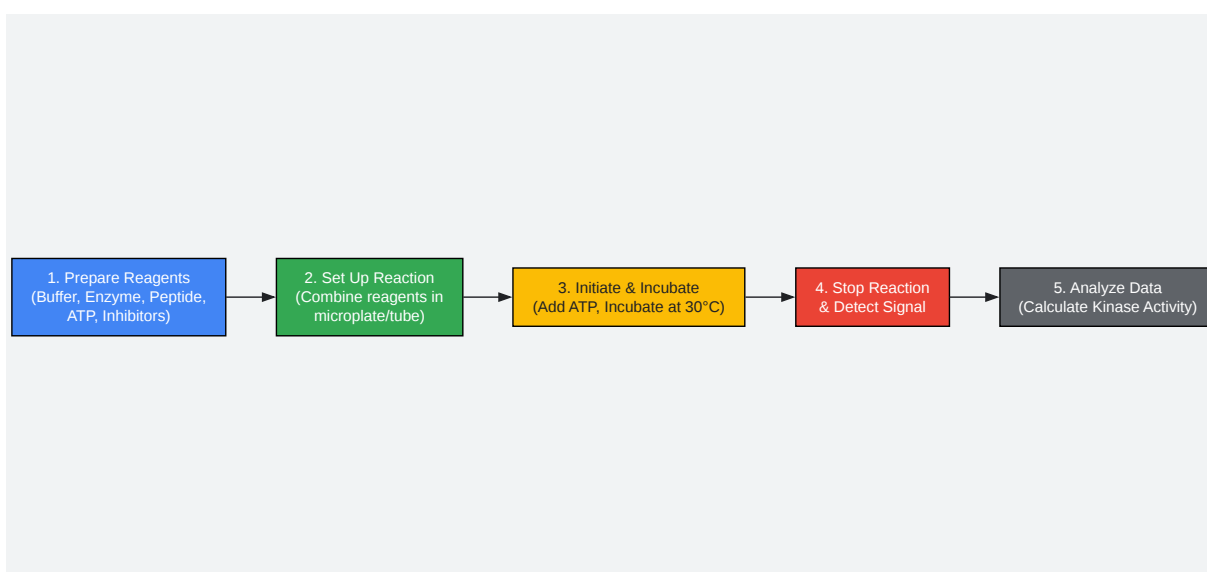 1. Prepare Reagents
(Buffer, Enzyme, Peptide,
ATP, Inhibitors)
2. Set Up Reaction
(Combine reagents in
microplate/tube)
3. Initiate & Incubate
(Add ATP, Incubate at 30°C)
4. Stop Reaction
& Detect Signal
5. Analyze Data
(Calculate Kinase Activity)